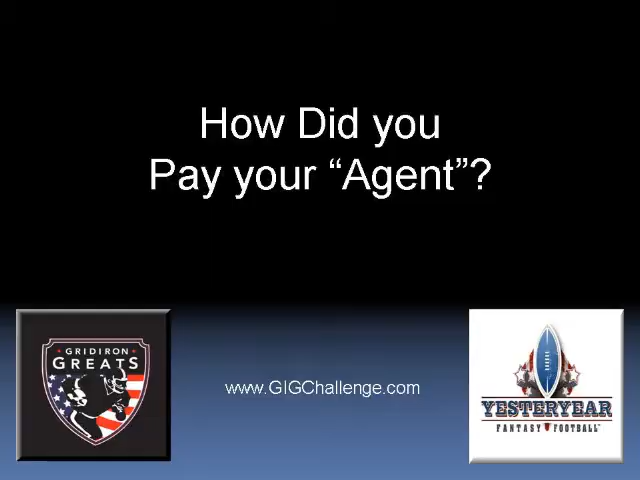 How Did you
Pay your “Agent”?
GRIDIRON
GREATS
www.GIGChallenge.com
YESTERYEAR
FANTASY FOOTBALL